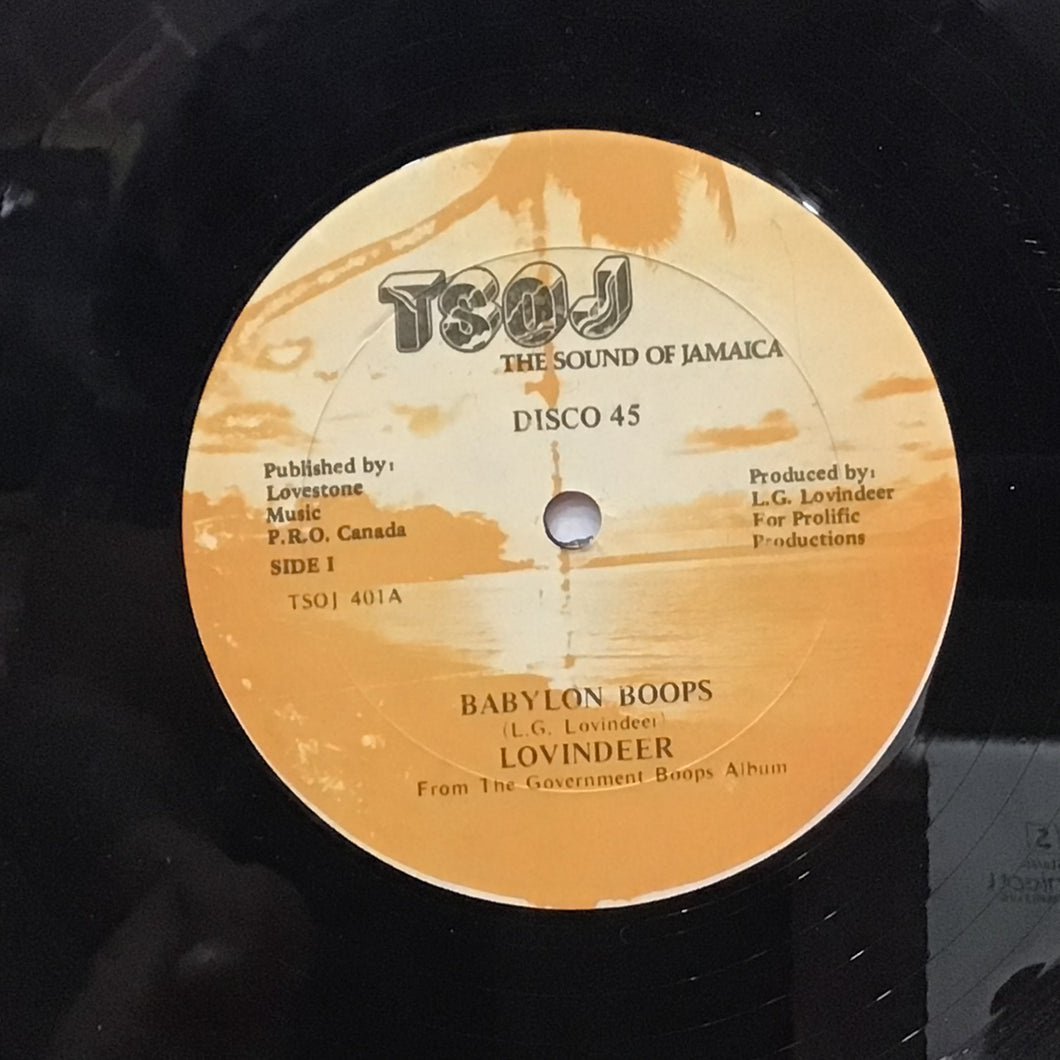 TSOJ
THE SOUND OF JAMAICA
DISCO 45
Published by:
Lovestone
Music
P.R.O. Canada
SIDE I
TSOJ 401A
Produced by:
L.G. Lovindeer
For Prolific
Productions
BABYLON BOOPS
(L.G. Lovindeer)
LOVINDEER
From The Government Boops Album